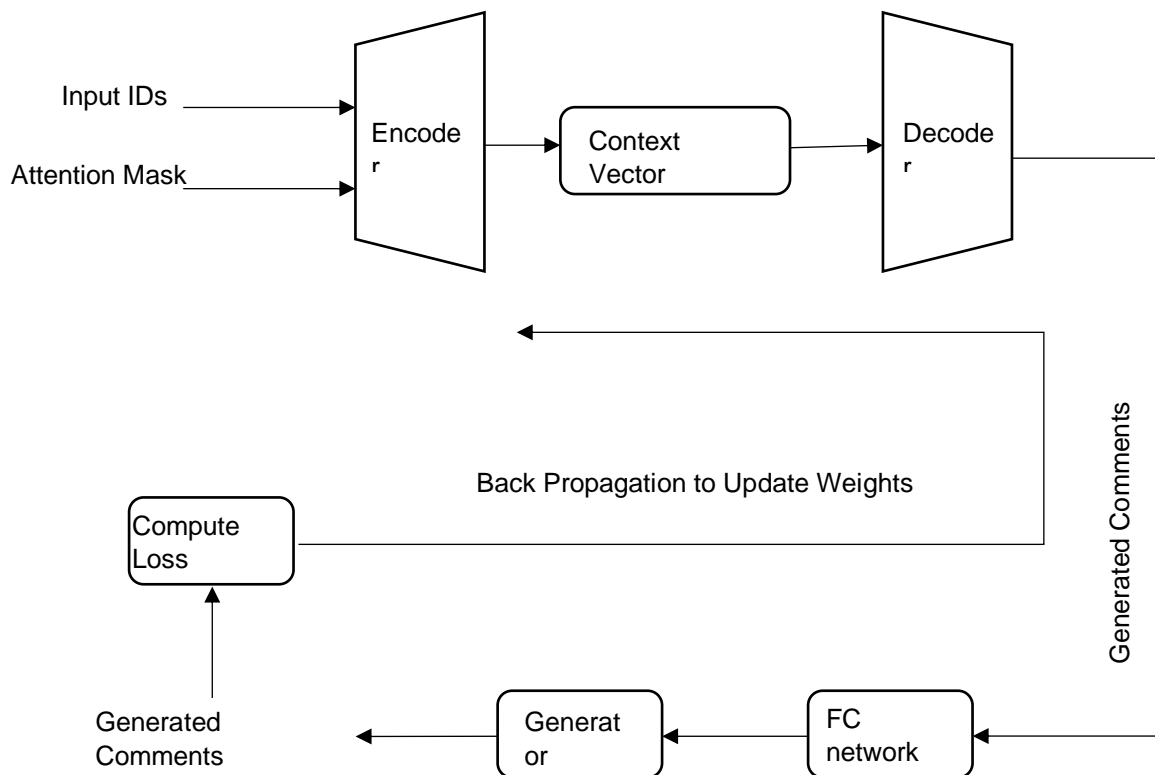 Input IDs
Attention Mask
Encode
r
Context
Vector
Decode
r
Back Propagation to Update Weights
Generated Comments
Compute
Loss
Generated
Comments
Generat
or
FC
network